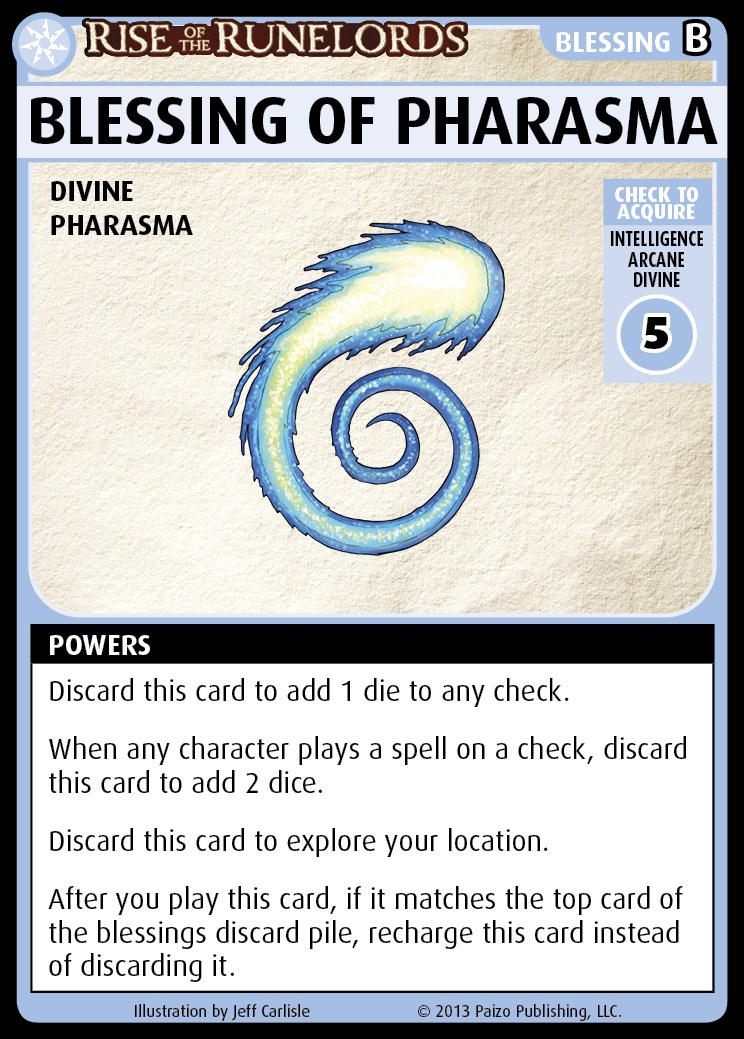 RISE OF THE RUNELORDS
BLESSING B
BLESSING OF PHARASMA
DIVINE
PHARASMA
CHECK TO
ACQUIRE
INTELLIGENCE
ARCANE
DIVINE
5
POWERS
Discard this card to add 1 die to any check.
When any character plays a spell on a check, discard
this card to add 2 dice.
Discard this card to explore your location.
After you play this card, if it matches the top card of
the blessings discard pile, recharge this card instead
of discarding it.
Illustration by Jeff Carlisle © 2013 Paizo Publishing, LLC.